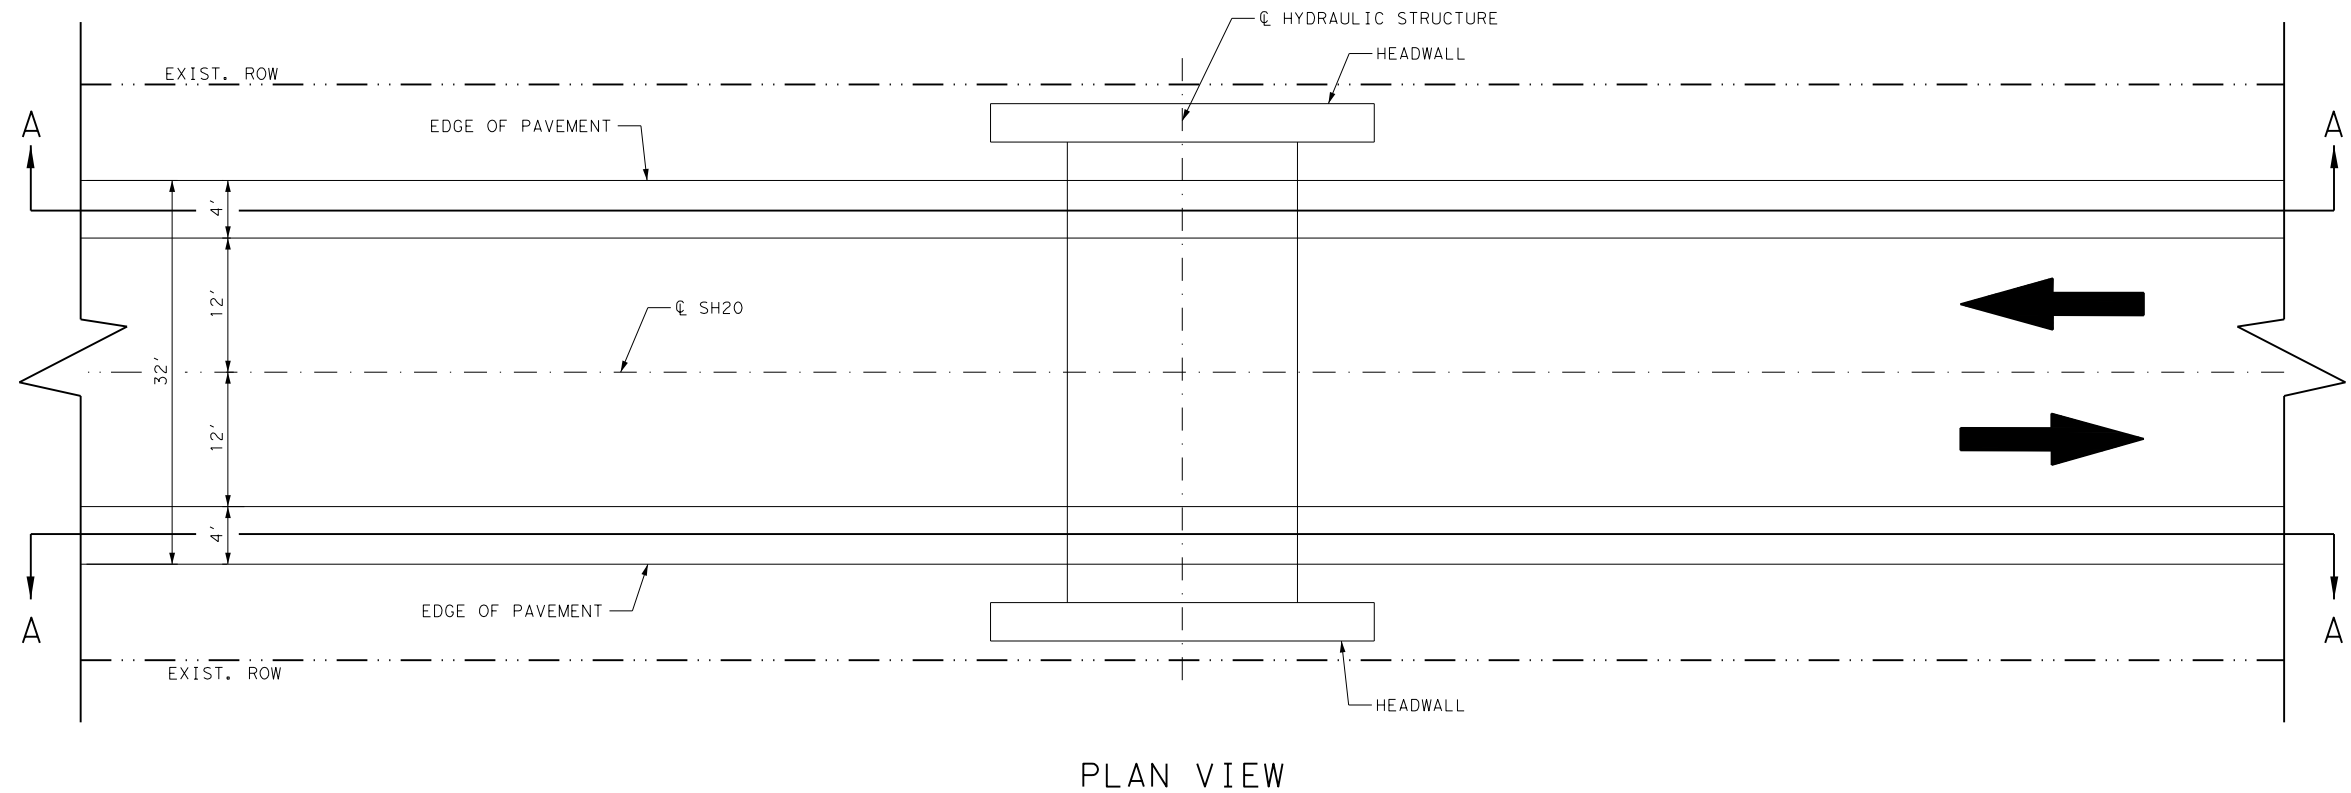 ℄ HYDRAULIC STRUCTURE
HEADWALL
EXIST. ROW
A
A
EDGE OF PAVEMENT
4'
12'
℄ SH20
32'
12'
4'
EDGE OF PAVEMENT
A
A
EXIST. ROW
HEADWALL
PLAN VIEW